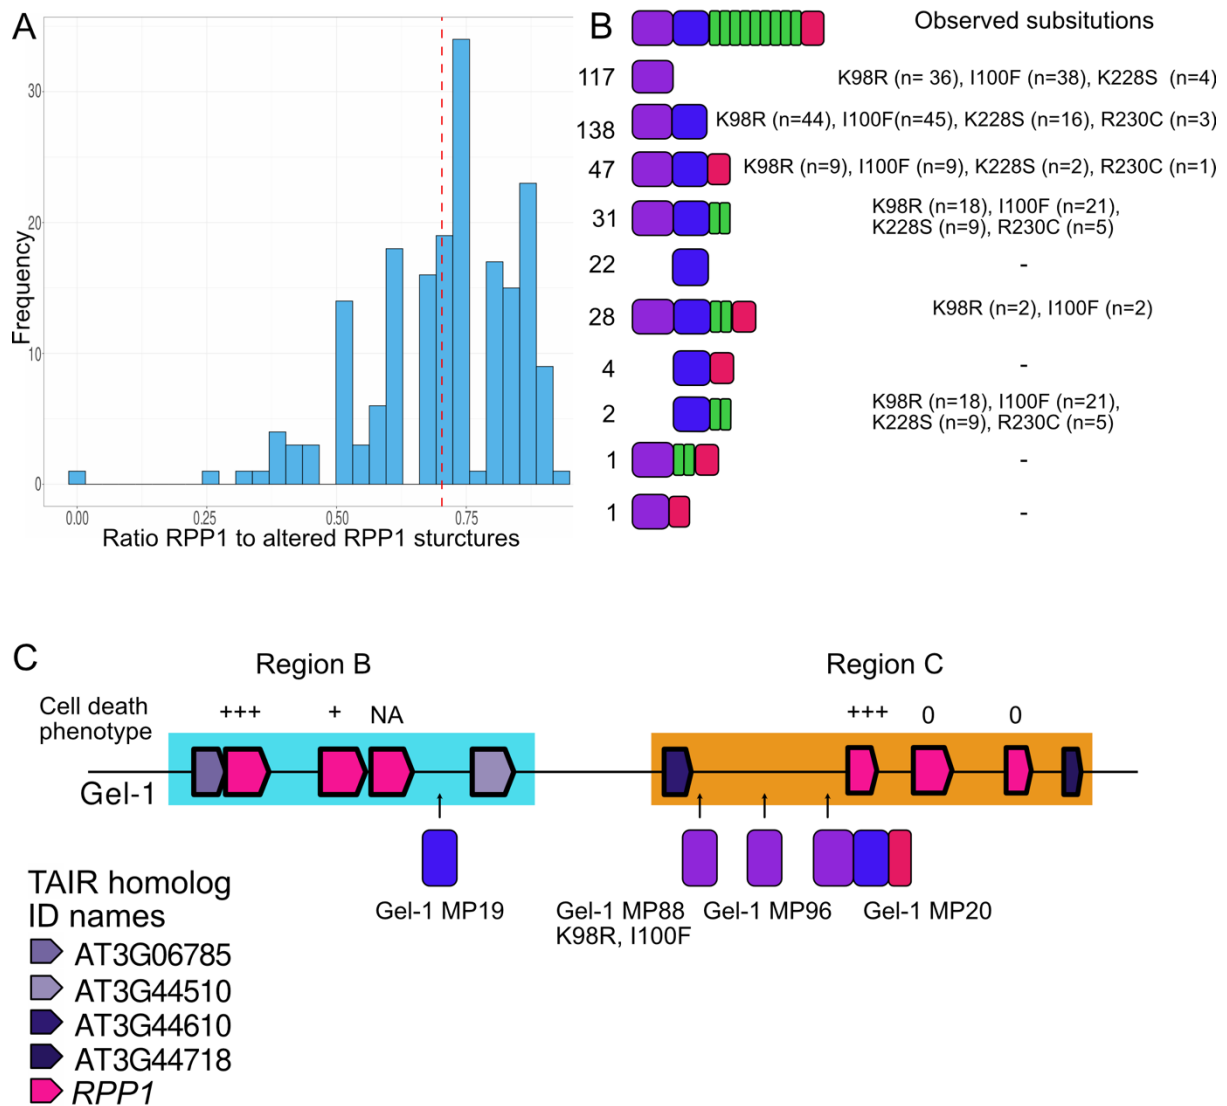 A
30
20
10
0
Frequency
0.00 0.25 0.50 0.75
Ratio RPP1 to altered RPP1 sturctures
B
Observed subsitutions
117 K98R (n= 36), I100F (n=38), K228S (n=4)
138 K98R (n=44), I100F(n=45), K228S (n=16), R230C (n=3)
47 K98R (n=9), I100F (n=9), K228S (n=2), R230C (n=1)
31 K98R (n=18), I100F (n=21),
K228S (n=9), R230C (n=5)
22 -
28 K98R (n=2), I100F (n=2)
4 -
2 K98R (n=18), I100F (n=21),
K228S (n=9), R230C (n=5)
1 -
1 -
C
Region B Region C
Cell death
phenotype
+++ + NA +++ 0 0
Gel-1
Gel-1 MP19 Gel-1 MP88 Gel-1 MP96 Gel-1 MP20
K98R, I100F
TAIR homolog
ID names
AT3G06785
AT3G44510
AT3G44610
AT3G44718
RPP1